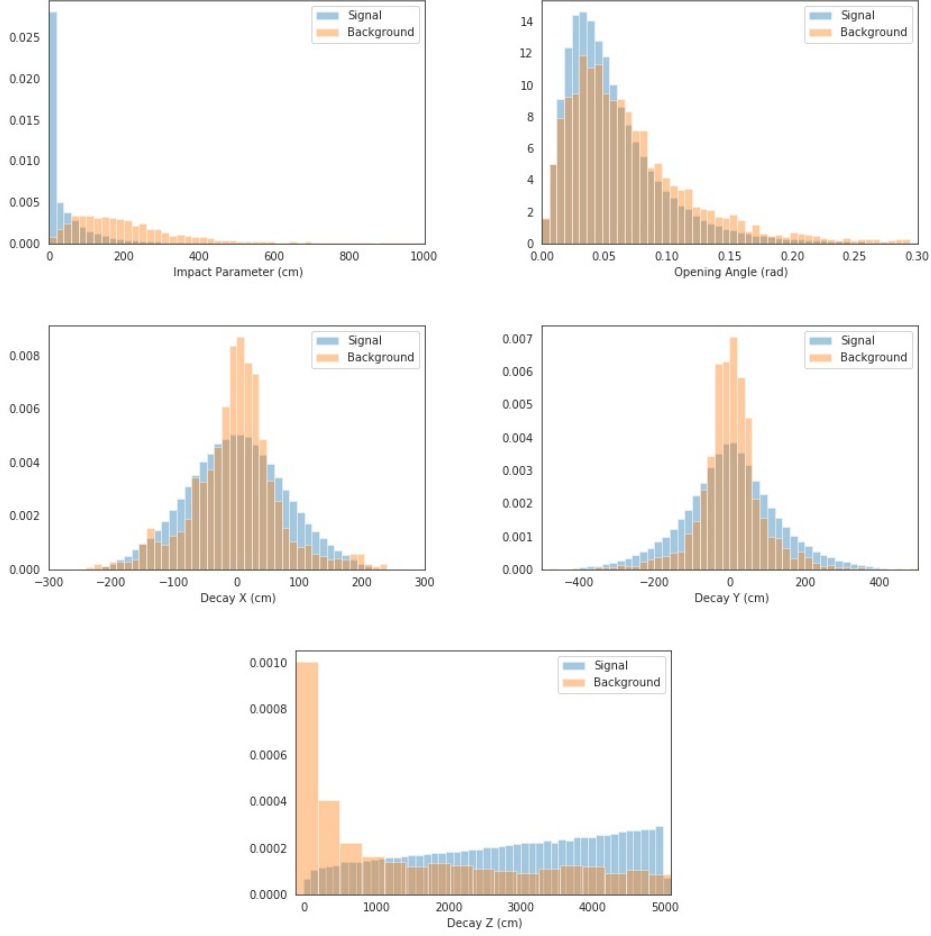 Signal
Background
0.025
0.020
0.015
0.010
0.005
0.000
0 200 400 600 800 1000
Impact Parameter (cm)
Signal
Background
14
12
10
8
6
4
2
0
0.00 0.05 0.10 0.15 0.20 0.25 0.30
Opening Angle (rad)
Signal
Background
0.008
0.006
0.004
0.002
0.000
−300 −200 −100 0 100 200 300
Decay X (cm)
Signal
Background
0.007
0.006
0.005
0.004
0.003
0.002
0.001
0.000
−400 −200 0 200 400
Decay Y (cm)
Signal
Background
0.0010
0.0008
0.0006
0.0004
0.0002
0.0000
0 1000 2000 3000 4000 5000
Decay Z (cm)